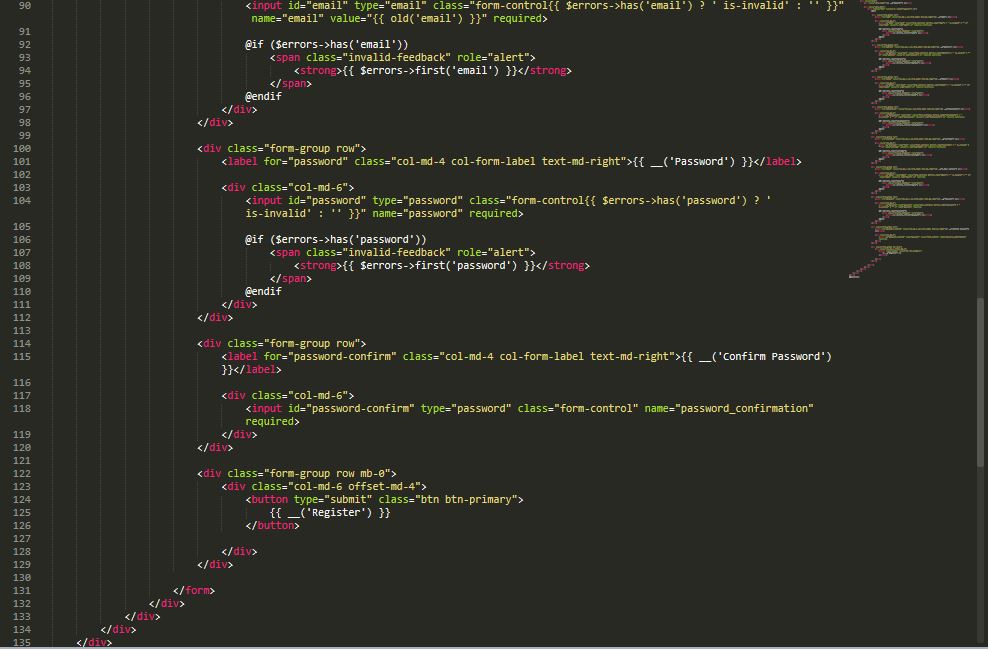 90 <input id="email" type="email" class="form-control{{ $errors->has('email') ? ' is-invalid' : '' }}"
name="email" value="{{ old('email') }}" required>
91
92 @if ($errors->has('email'))
93 <span class="invalid-feedback" role="alert">
94 <strong>{{ $errors->first('email') }}</strong>
95 </span>
96 @endif
97 </div>
98 </div>
99
100 <div class="form-group row">
101 <label for="password" class="col-md-4 col-form-label text-md-right">{{ __('Password') }}</label>
102
103 <div class="col-md-6">
104 <input id="password" type="password" class="form-control{{ $errors->has('password') ? '
is-invalid' : '' }}" name="password" required>
105
106 @if ($errors->has('password'))
107 <span class="invalid-feedback" role="alert">
108 <strong>{{ $errors->first('password') }}</strong>
109 </span>
110 @endif
111 </div>
112 </div>
113
114 <div class="form-group row">
115 <label for="password-confirm" class="col-md-4 col-form-label text-md-right">{{ __('Confirm Password')
}}</label>
116
117 <div class="col-md-6">
118 <input id="password-confirm" type="password" class="form-control" name="password_confirmation"
required>
119 </div>
120 </div>
121
122 <div class="form-group row mb-0">
123 <div class="col-md-6 offset-md-4">
124 <button type="submit" class="btn btn-primary">
125 {{ __('Register') }}
126 </button>
127
128 </div>
129 </div>
130
131 </form>
132 </div>
133 </div>
134 </div>
135 </div>